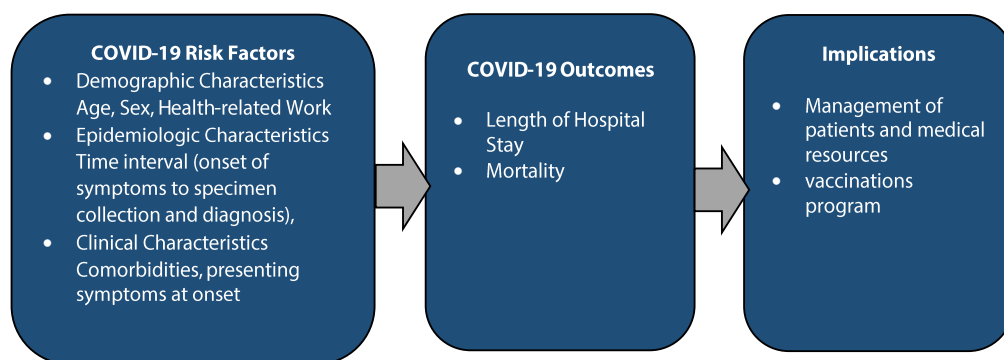 COVID-19 Risk Factors
• Demographic Characteristics
Age, Sex, Health-related Work
• Epidemiologic Characteristics
Time interval (onset of
symptoms to specimen
collection and diagnosis),
• Clinical Characteristics
Comorbidities, presenting
symptoms at onset
COVID-19 Outcomes
• Length of Hospital
Stay
• Mortality
Implications
• Management of
patients and medical
resources
• vaccinations
program